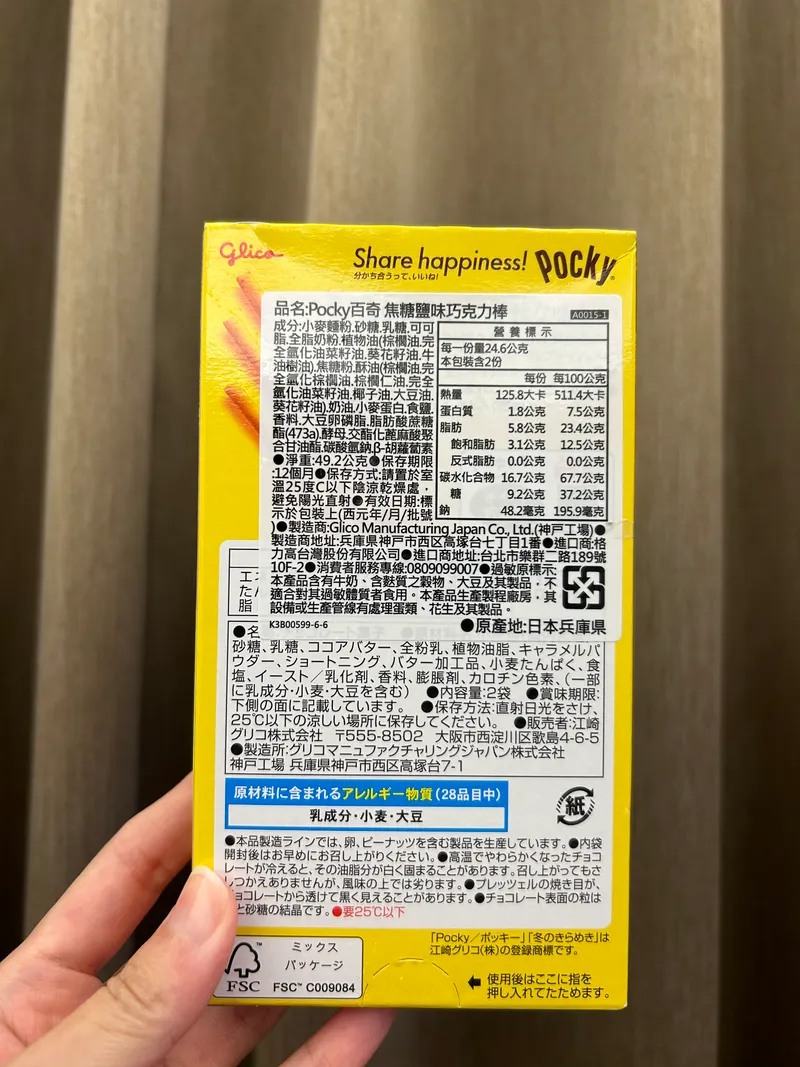 Glico
Share happiness!
分かち合うって、いいね!
Pocky
品名:Pocky百奇 焦糖鹽味巧克力棒
A0015-1
成分:小麥麵粉.砂糖.乳糖.可可
脂.全脂奶粉.植物油(棕櫚油.完
全氫化油菜籽油.葵花籽油.牛
油樹油).焦糖粉.酥油(棕櫚油.完
全氫化棕櫚油.棕櫚仁油.完全
氫化油菜籽油.椰子油.大豆油.
葵花籽油).奶油.小麥蛋白.食鹽.
香料.大豆卵磷脂.脂肪酸蔗糖
酯(473a).酵母.交酯化蓖麻酸聚
合甘油酯.碳酸氫鈉.β-胡蘿蔔素
●淨重:49.2公克●保存期限
:12個月●保存方式:請置於室
溫25度C以下陰涼乾燥處,
避免陽光直射●有效日期:標
示於包裝上(西元年/月/批號
)●製造商:Glico Manufacturing Japan Co., Ltd.(神戸工場)●
製造商地址:兵庫県神戸市西区高塚台七丁目1番●進口商:格
力高台灣股份有限公司●進口商地址:台北市樂群二路189號
10F-2●消費者服務專線:0809099007●過敏原標示:
本產品含有牛奶、含麩質之穀物、大豆及其製品,不
適合對其過敏體質者食用。本產品生產製程廠房,其
設備或生產管線有處理蛋類、花生及其製品。
K3B00599-6-6
●原產地:日本兵庫縣
營養標示
每一份量24.6公克
本包裝含2份
每份 每100公克
熱量 125.8大卡 511.4大卡
蛋白質 1.8公克 7.5公克
脂肪 5.8公克 23.4公克
飽和脂肪 3.1公克 12.5公克
反式脂肪 0.0公克 0.0公克
碳水化合物 16.7公克 67.7公克
糖 9.2公克 37.2公克
鈉 48.2毫克 195.9毫克
エネ
たん
脂
●名
砂糖、乳糖、ココアバター、全粉乳、植物油脂、キャラメルパ
ウダー、ショートニング、バター加工品、小麦たんぱく、食
塩、イースト／乳化剤、香料、膨脹剤、カロチン色素、(一部
に乳成分・小麦・大豆を含む) ●内容量:2袋 ●賞味期限:
下側の面に記載しています。 ●保存方法:直射日光をさけ、
25℃以下の涼しい場所に保存してください。 ●販売者:江崎
グリコ株式会社 〒555-8502 大阪市西淀川区歌島4-6-5
●製造所:グリコマニュファクチャリングジャパン株式会社
神戸工場 兵庫県神戸市西区高塚台7-1
原材料に含まれるアレルギー物質(28品目中)
乳成分・小麦・大豆
紙
●本品製造ラインでは、卵、ピーナッツを含む製品を生産しています。●内袋
開封後はお早めにお召し上がりください。●高温でやわらかくなったチョコ
レートが冷えると、その油脂分が白く固まることがあります。召し上がってもさ
しつかえありませんが、風味の上では劣ります。●プレッツェルの焼き目が、
チョコレートから透けて黒く見えることがあります。●チョコレート表面の粒は
と砂糖の結晶です。●要25℃以下
FSC
ミックス
パッケージ
FSC™ C009084
「Pocky／ポッキー」「冬のきらめき」は
江崎グリコ(株)の登録商標です。
使用後はここに指を
押し入れてたためます。